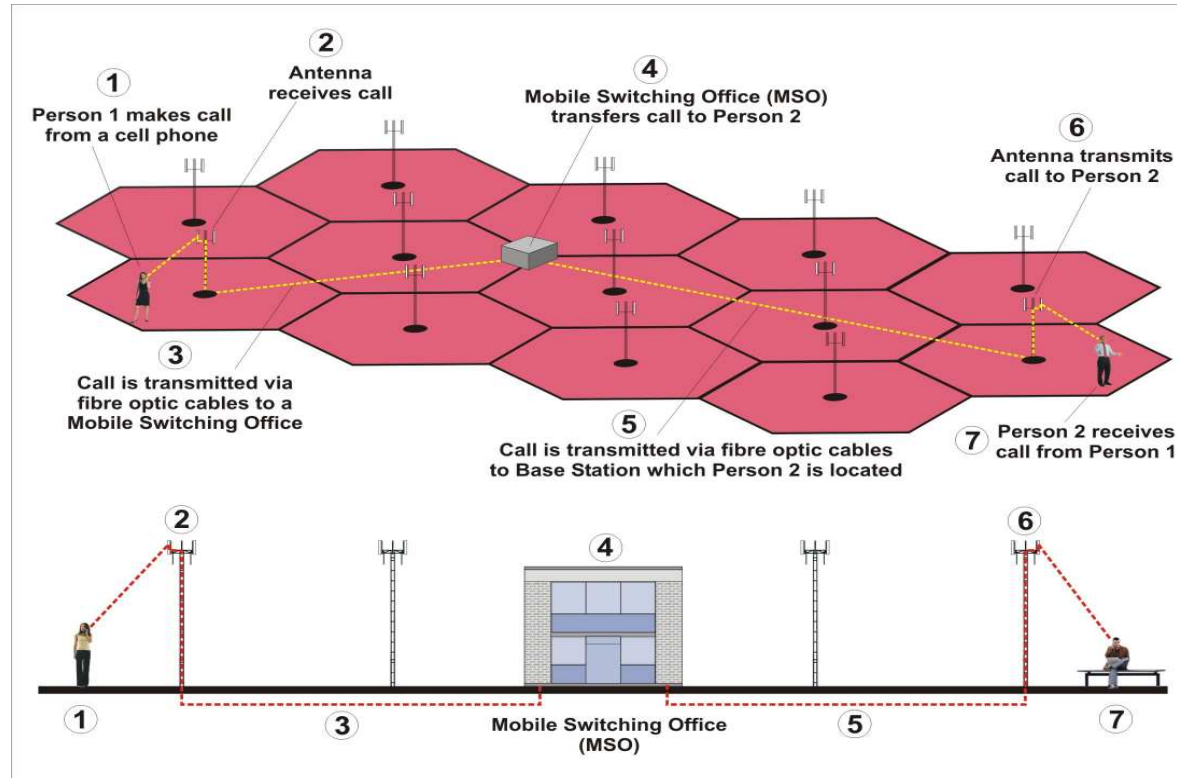 1
Person 1 makes call
from a cell phone
2
Antenna
receives call
4
Mobile Switching Office (MSO)
transfers call to Person 2
6
Antenna transmits
call to Person 2
3
Call is transmitted via
fibre optic cables to a
Mobile Switching Office
5
Call is transmitted via fibre optic cables
to Base Station which Person 2 is located
7
Person 2 receives
call from Person 1
2
4
6
1
3
Mobile Switching Office
(MSO)
5
7